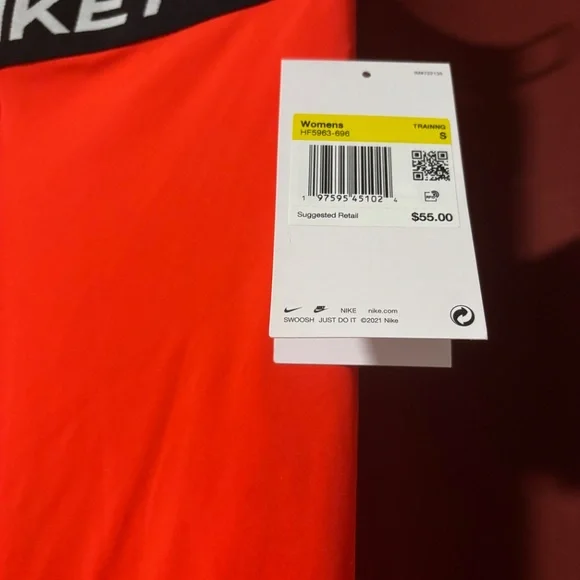 IKE P
Womens
TRAINING
HF5963-696
S
1 97595 45102 4
Suggested Retail
$55.00
NIKE nike.com
SWOOSH JUST DO IT ©2021 Nike